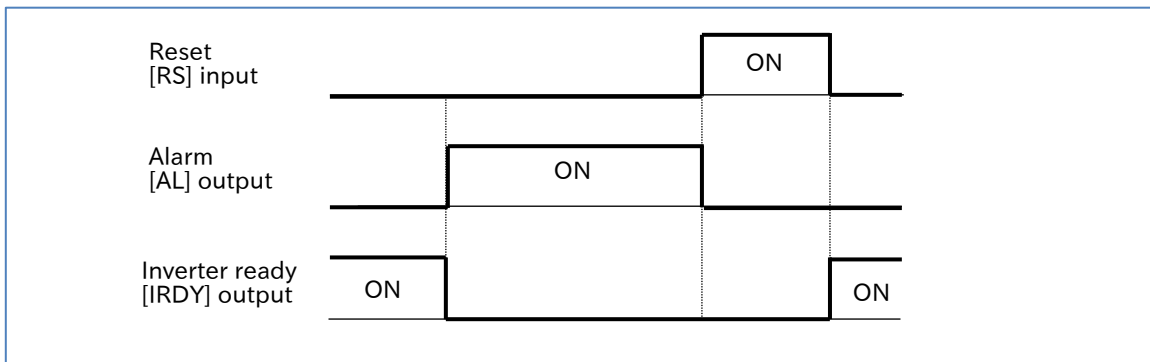 Reset
[RS] input
ON
Alarm
[AL] output
ON
Inverter ready
[IRDY] output
ON
ON